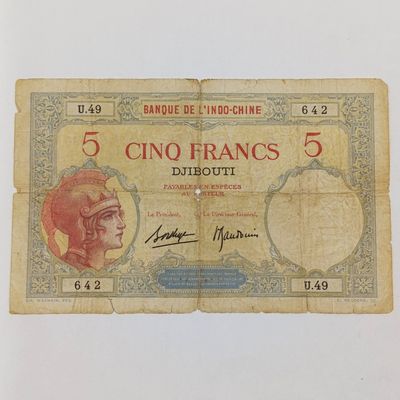 U.49 BANQUE DE L'INDO-CHINE 642
5 CINQ FRANCS 5
DJIBOUTI
PAYABLES EN ESPÈCES
AU PORTEUR
Le Président, Le Directeur Général,
642 U.49